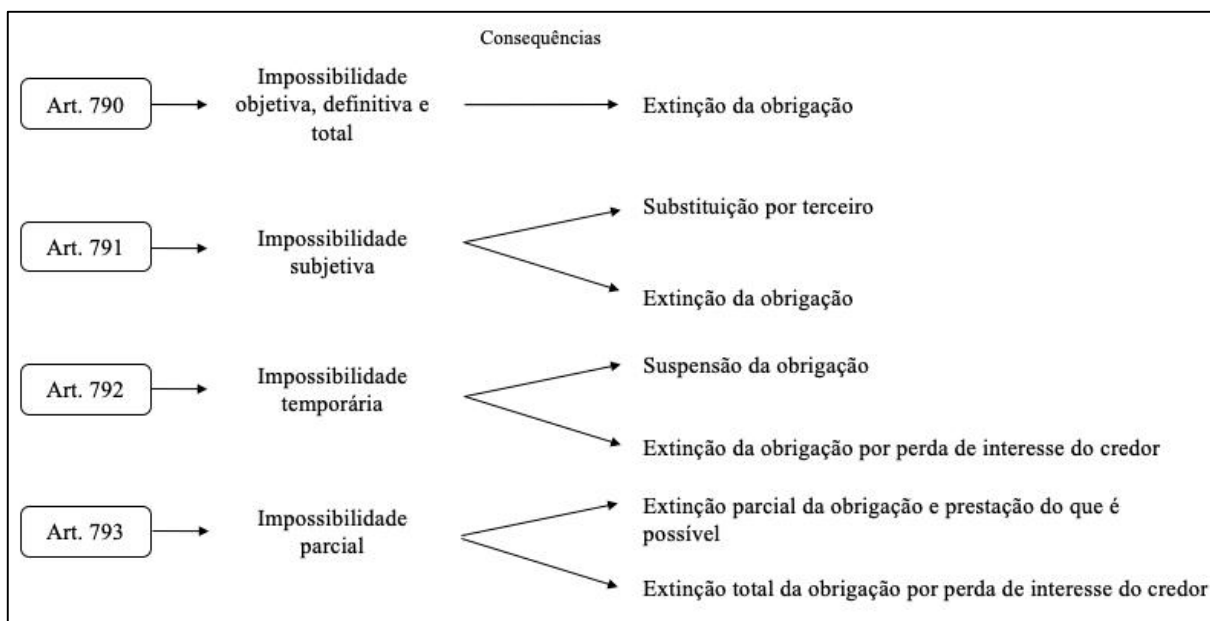 Consequências
Art. 790
Impossibilidade
objetiva, definitiva e
total
Extinção da obrigação
Art. 791
Impossibilidade
subjetiva
Substituição por terceiro
Extinção da obrigação
Art. 792
Impossibilidade
temporária
Suspensão da obrigação
Extinção da obrigação por perda de interesse do credor
Art. 793
Impossibilidade
parcial
Extinção parcial da obrigação e prestação do que é
possível
Extinção total da obrigação por perda de interesse do credor